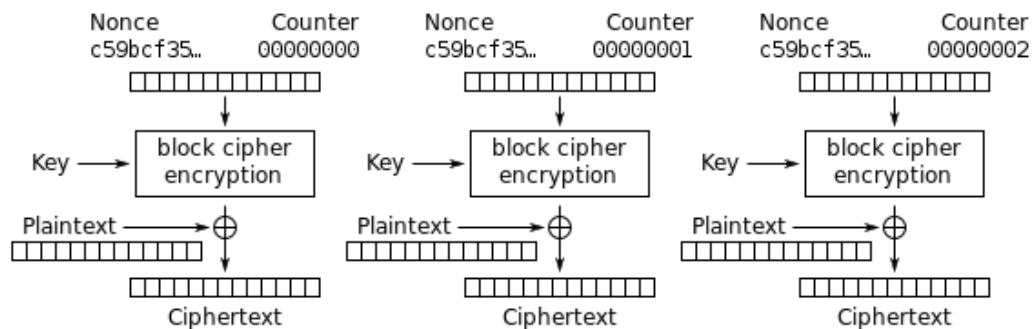 Nonce Counter Nonce Counter Nonce Counter
c59bcf35… 00000000 c59bcf35… 00000001 c59bcf35… 00000002
Key block cipher encryption Key block cipher encryption Key block cipher encryption
Plaintext Plaintext Plaintext
Ciphertext Ciphertext Ciphertext